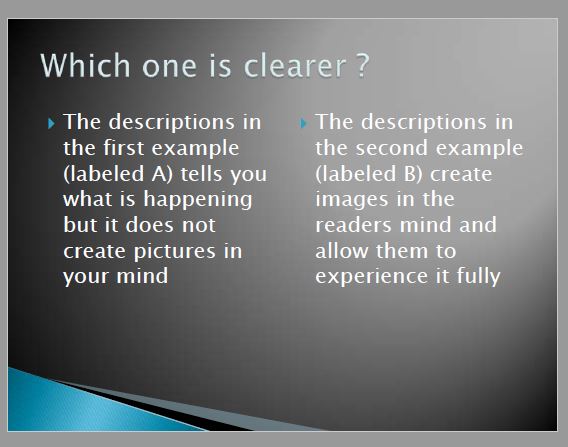 Which one is clearer ?
The descriptions in
the first example
(labeled A) tells you
what is happening
but it does not
create pictures in
your mind
The descriptions in
the second example
(labeled B) create
images in the
readers mind and
allow them to
experience it fully